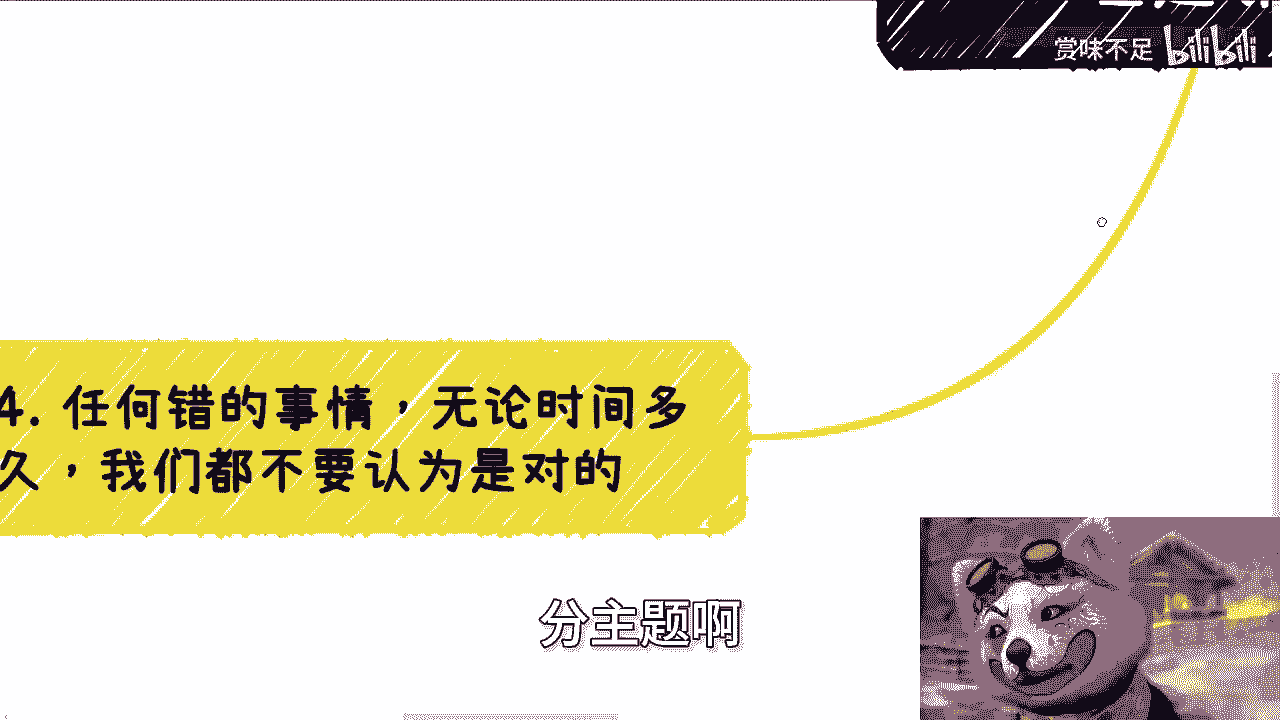 赏味不足 bilibili
4. 任何错的事情，无论时间多
久，我们都不要认为是对的
分主题啊